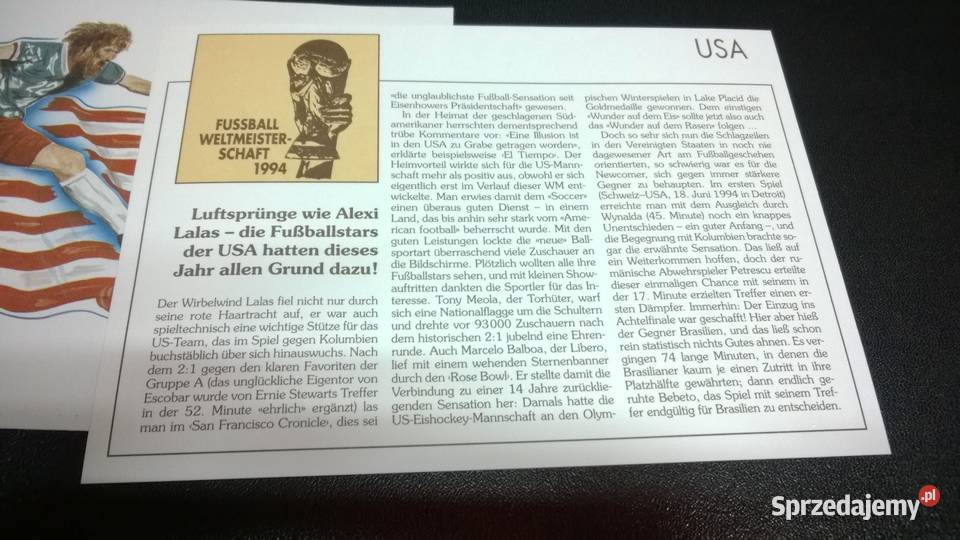 USA
FUSSBALL
WELTMEISTER-
SCHAFT
1994
Luftsprünge wie Alexi
Lalas – die Fußballstars
der USA hatten dieses
Jahr allen Grund dazu!
Der Wirbelwind Lalas fiel nicht nur durch
seine rote Haartracht auf, er war auch
spieltechnisch eine wichtige Stütze für das
US-Team, das im Spiel gegen Kolumbien
buchstäblich über sich hinauswuchs. Nach
dem 2:1 gegen den klaren Favoriten der
Gruppe A (das unglückliche Eigentor von
Escobar wurde von Ernie Stewarts Treffer
in der 52. Minute «ehrlich» ergänzt) las
man im ‹San Francisco Cronicle›, dies sei
«die unglaublichste Fußball-Sensation seit
Eisenhowers Präsidentschaft» gewesen.
In der Heimat der geschlagenen Süd-
amerikaner herrschten dementsprechend
trübe Kommentare vor: «Eine Illusion ist
in den USA zu Grabe getragen worden»,
erklärte beispielsweise ‹El Tiempo›. Der
Heimvorteil wirkte sich für die US-Mann-
schaft mehr als positiv aus, obwohl er sich
eigentlich erst im Verlauf dieser WM ent-
wickelte. Man erwies damit dem «Soccer»
einen überaus guten Dienst – in einem
Land, das bis anhin sehr stark vom «Ame-
rican football» beherrscht wurde. Mit den
guten Leistungen lockte die «neue» Ball-
sportart überraschend viele Zuschauer an
die Bildschirme. Plötzlich wollten alle ihre
Fußballstars sehen, und mit kleinen Show-
auftritten dankten die Sportler für das In-
teresse. Tony Meola, der Torhüter, warf
sich eine Nationalflagge um die Schultern
und drehte vor 93000 Zuschauern nach
dem historischen 2:1 jubelnd eine Ehren-
runde. Auch Marcelo Balboa, der Libero,
lief mit einem wehenden Sternenbanner
durch den ‹Rose Bowl›. Er stellte damit die
Verbindung zu einer 14 Jahre zurücklie-
genden Sensation her: Damals hatte die
US-Eishockey-Mannschaft an den Olym-
pischen Winterspielen in Lake Placid die
Goldmedaille gewonnen. Dem einstigen
«Wunder auf dem Eis» sollte jetzt also auch
das «Wunder auf dem Rasen» folgen ...
Doch so sehr sich nun die Schlagzeilen
in den Vereinigten Staaten in noch nie
dagewesener Art am Fußballgeschehen
orientierten, so schwierig war es für die
Newcomer, sich gegen immer stärkere
Gegner zu behaupten. Im ersten Spiel
(Schweiz–USA, 18. Juni 1994 in Detroit)
erreichte man mit dem Ausgleich durch
Wynalda (45. Minute) noch ein knappes
Unentschieden – ein guter Anfang –, und
die Begegnung mit Kolumbien brachte so-
gar die erwähnte Sensation. Das ließ auf
ein Weiterkommen hoffen, doch der ru-
mänische Abwehrspieler Petrescu erteilte
dieser einmaligen Chance mit seinem in
der 17. Minute erzielten Treffer einen er-
sten Dämpfer. Immerhin: Der Einzug ins
Achtelfinale war geschafft! Hier aber hieß
der Gegner Brasilien, und das ließ schon
rein statistisch nichts Gutes ahnen. Es ver-
gingen 74 lange Minuten, in denen die
Brasilianer kaum je einen Zutritt in ihre
Platzhälfte gewährten; dann endlich ge-
ruhte Bebeto, das Spiel mit seinem Tref-
fer endgültig für Brasilien zu entscheiden.
Sprzedajemy.pl